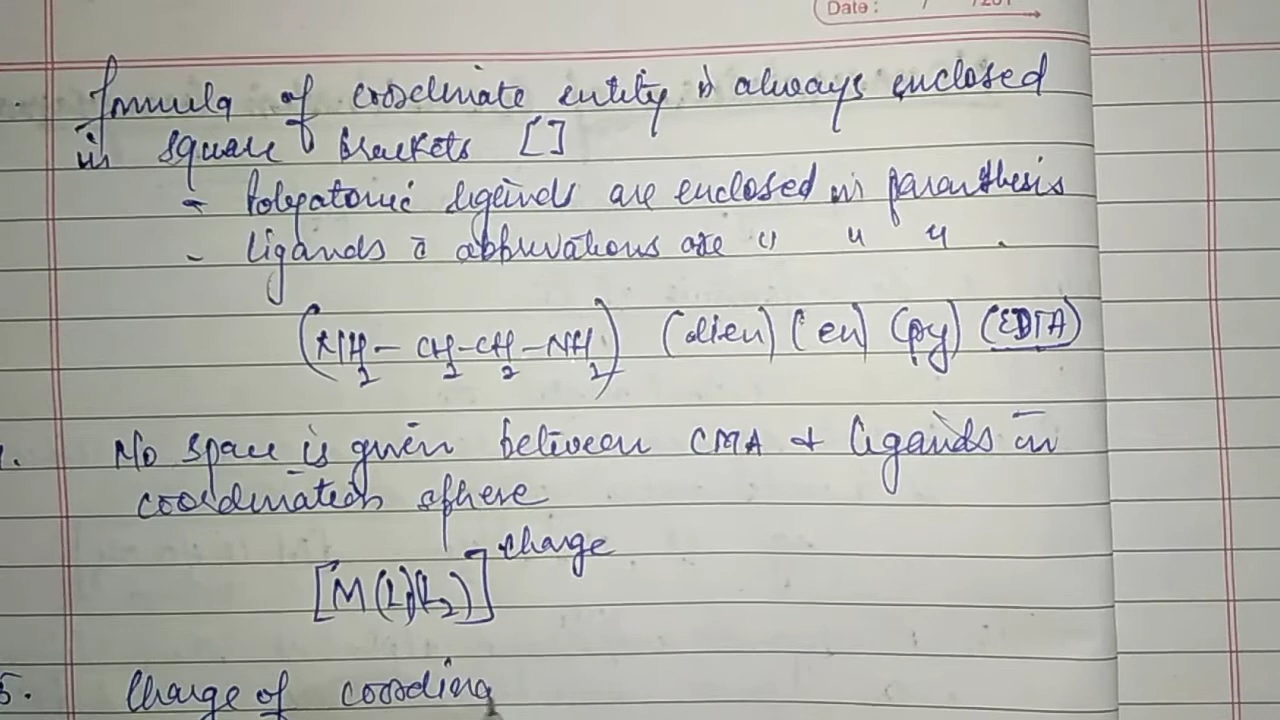 Date : / /201
formula of coordinate entity is always enclosed
in square brackets []
- Polyatomic ligands are enclosed in paranthesis
- ligands c̄ abbrivations are " " " .
(NH2 - CH2-CH2-NH2) (dien) (en) (py) (EDTA)
No space is given between CMA & ligands in
coordination sphere
[M(L1)(L2)]charge
5. Charge of coordina